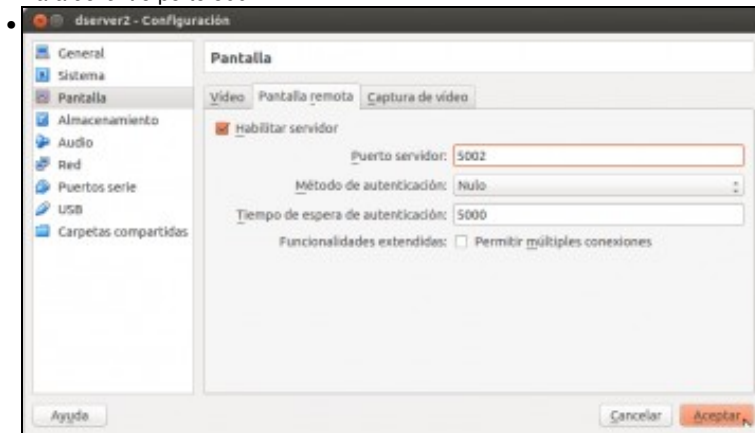 dserver2 - Configuración
General
Sistema
Pantalla
Almacenamiento
Audio
Red
Puertos serie
USB
Carpetas compartidas
Pantalla
Vídeo Pantalla remota Captura de vídeo
Habilitar servidor
Puerto servidor: 5002
Método de autenticación: Nulo
Tiempo de espera de autenticación: 5000
Funcionalidades extendidas: Permitir múltiples conexiones
Ayuda Cancelar Aceptar